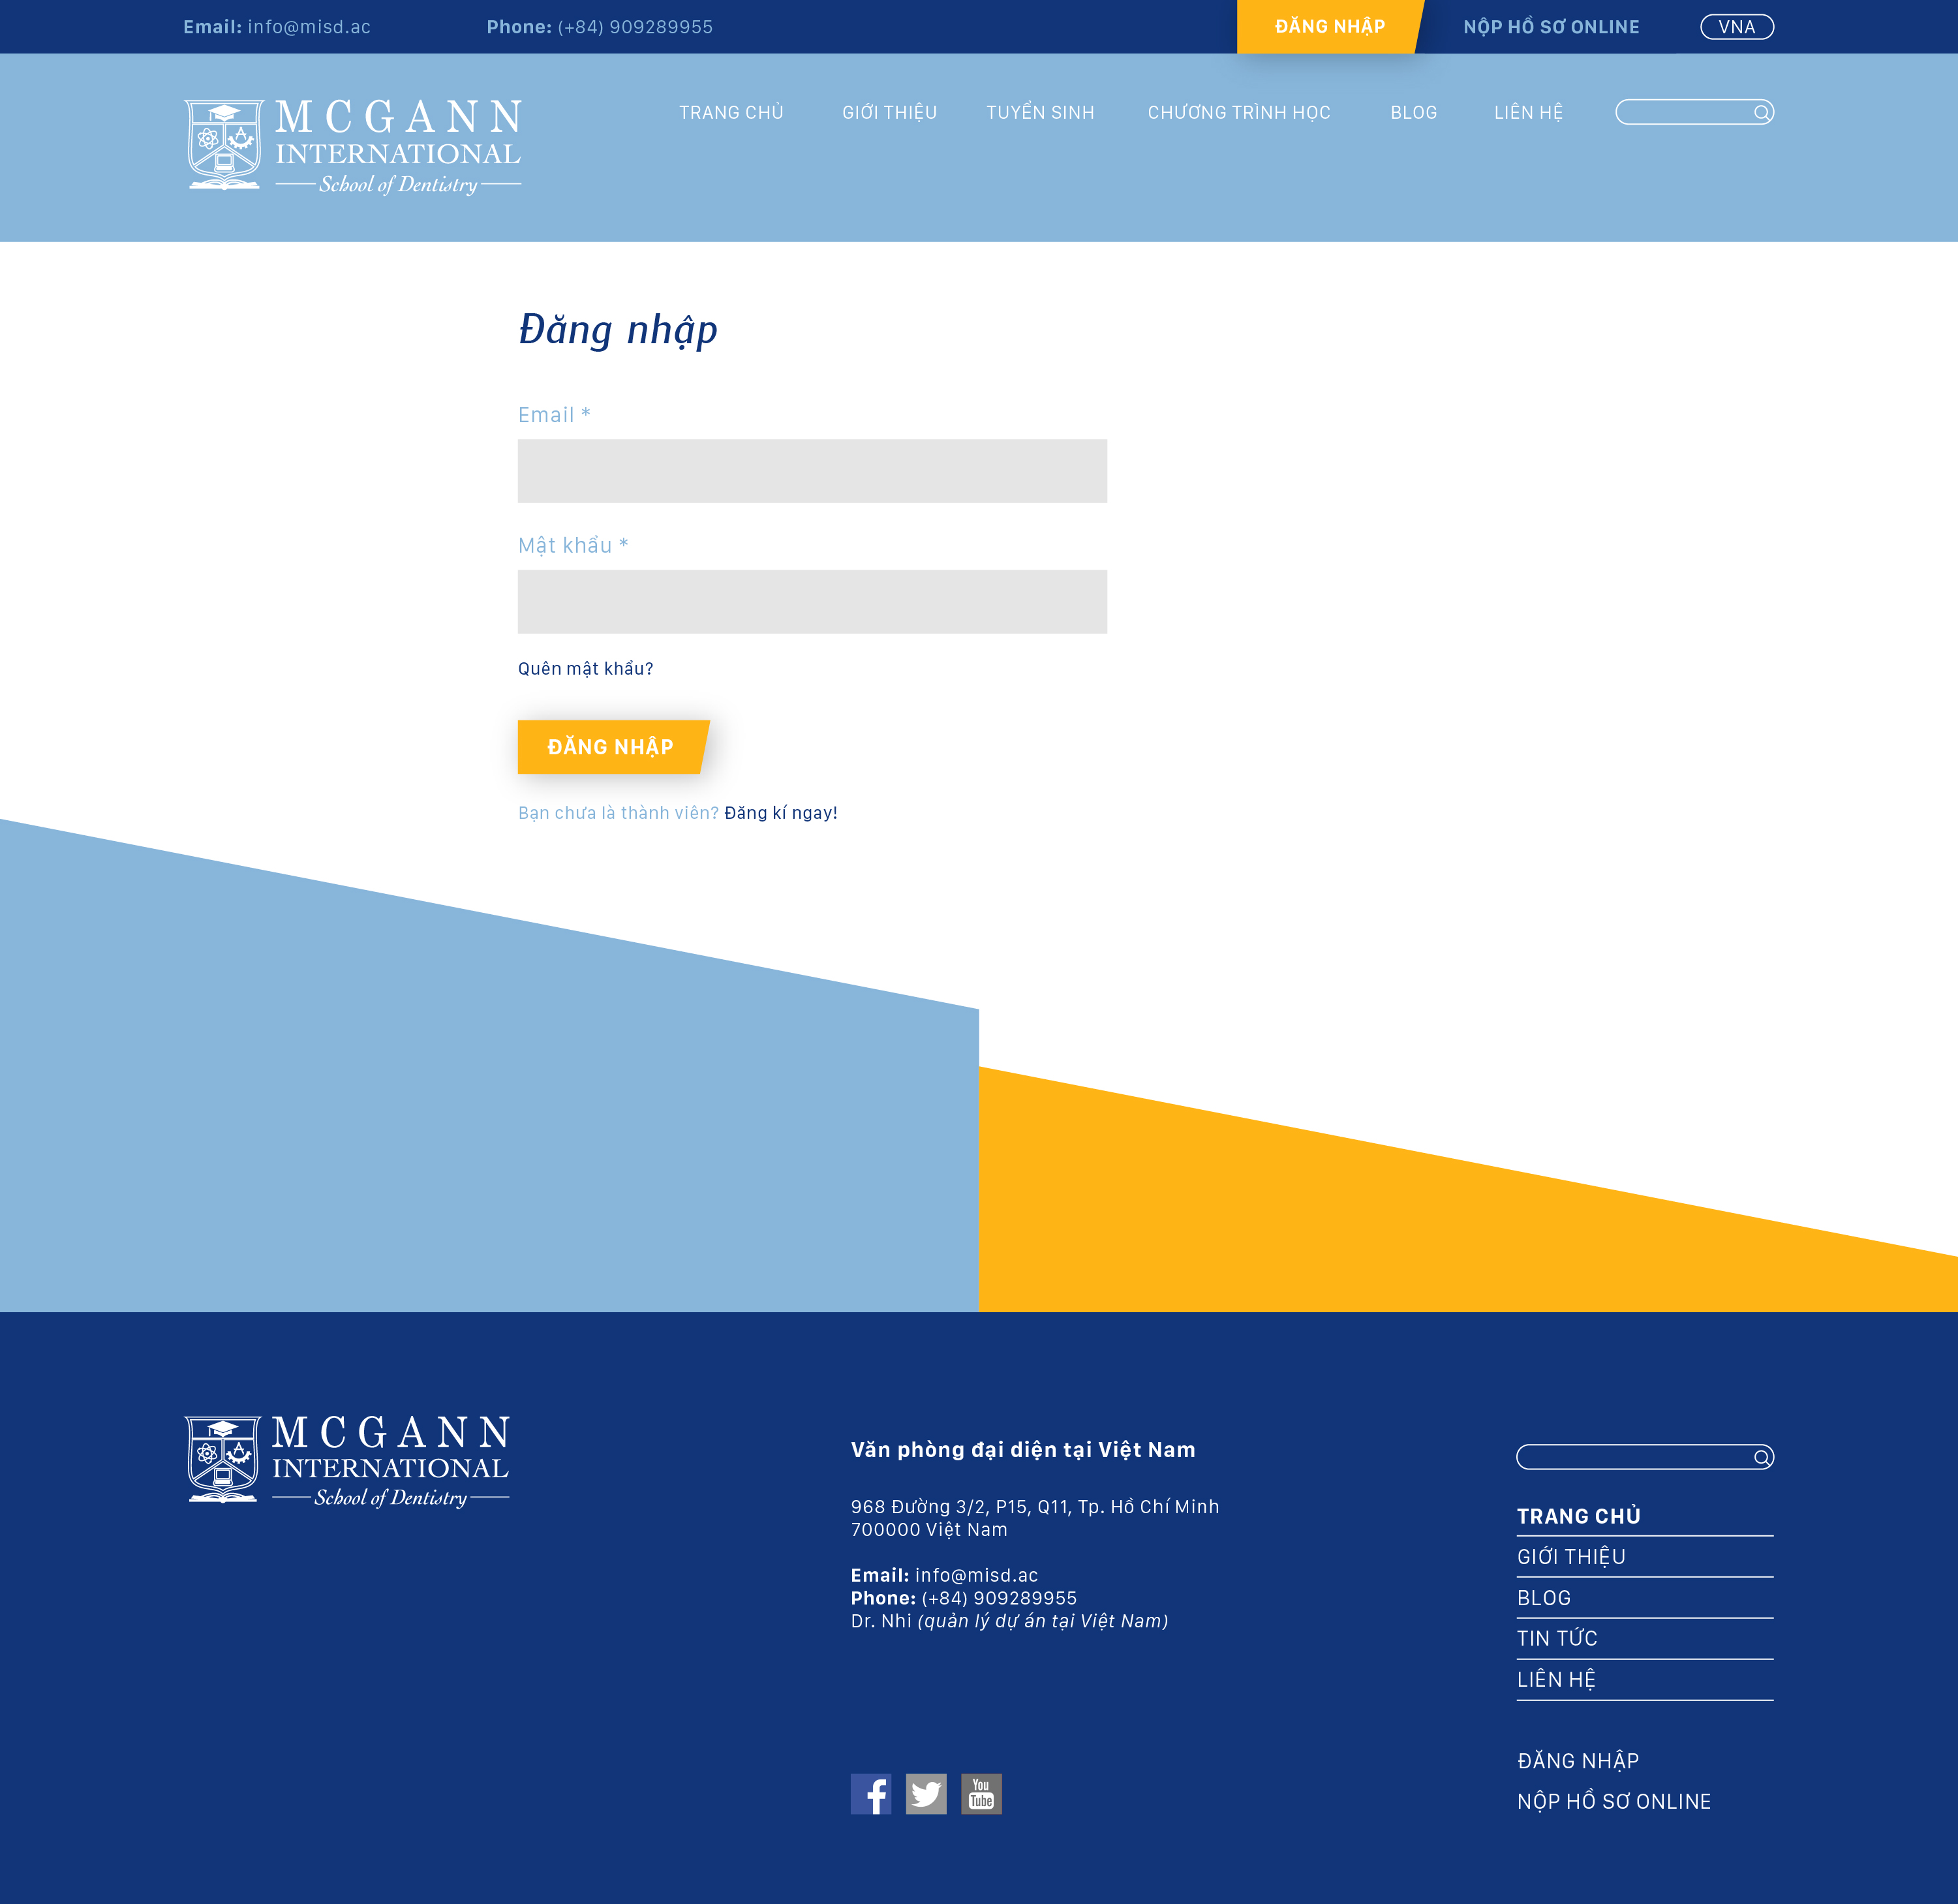 Email: info@misd.ac
Phone: (+84) 909289955
ĐĂNG NHẬP
NỘP HỒ SƠ ONLINE
VNA
MCGANN
INTERNATIONAL
School of Dentistry
TRANG CHỦ
GIỚI THIỆU
TUYỂN SINH
CHƯƠNG TRÌNH HỌC
BLOG
LIÊN HỆ
Đăng nhập
Email *
Mật khẩu *
Quên mật khẩu?
ĐĂNG NHẬP
Bạn chưa là thành viên? Đăng kí ngay!
MCGANN
INTERNATIONAL
School of Dentistry
Văn phòng đại diện tại Việt Nam
968 Đường 3/2, P15, Q11, Tp. Hồ Chí Minh
700000 Việt Nam
Email: info@misd.ac
Phone: (+84) 909289955
Dr. Nhi (quản lý dự án tại Việt Nam)
You
Tube
TRANG CHỦ
GIỚI THIỆU
BLOG
TIN TỨC
LIÊN HỆ
ĐĂNG NHẬP
NỘP HỒ SƠ ONLINE